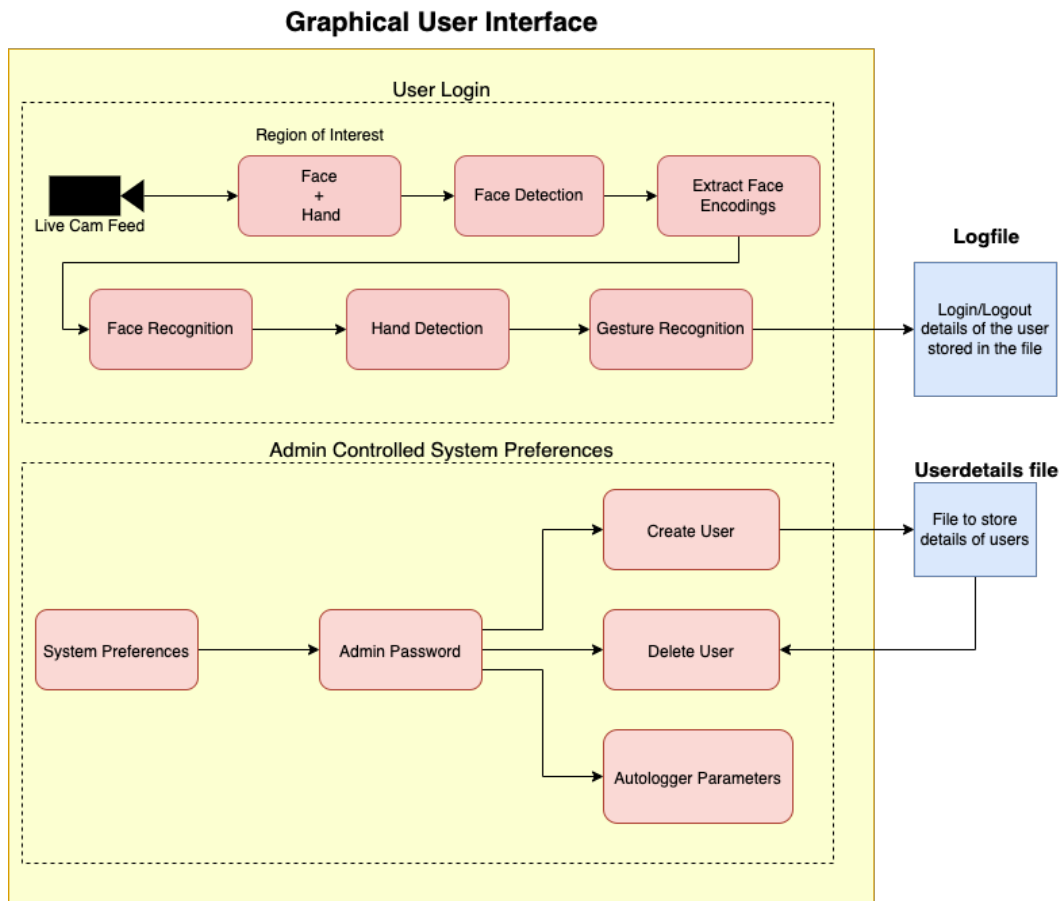 Graphical User Interface
User Login
Region of Interest
Live Cam Feed
Face
+
Hand
Face Detection
Extract Face
Encodings
Face Recognition
Hand Detection
Gesture Recognition
Logfile
Login/Logout
details of the user
stored in the file
Admin Controlled System Preferences
System Preferences
Admin Password
Create User
Delete User
Autologger Parameters
Userdetails file
File to store
details of users